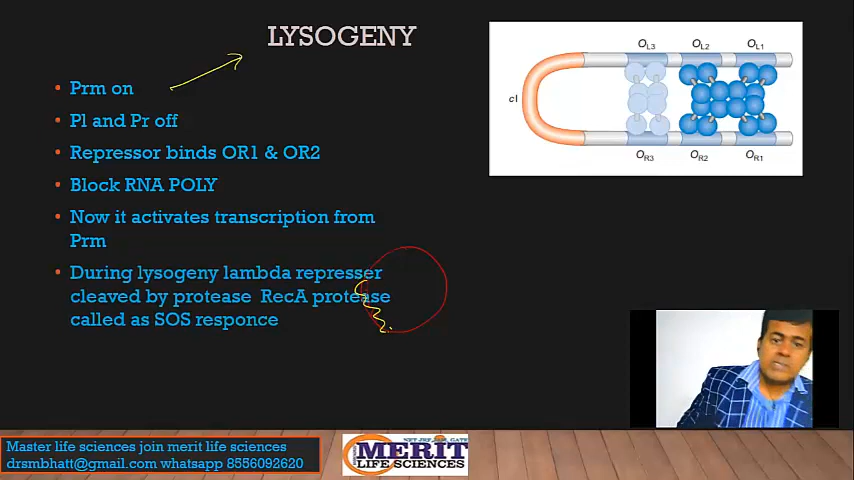 LYSOGENY
• Prm on
• Pl and Pr off
• Repressor binds OR1 & OR2
• Block RNA POLY
• Now it activates transcription from
Prm
• During lysogeny lambda represser
cleaved by protease RecA protease
called as SOS responce
OL3 OL2 OL1
cI
OR3 OR2 OR1
Master life sciences join merit life sciences
drsmbhatt@gmail.com whatsapp 8556092620
MERIT
LIFE SCIENCES